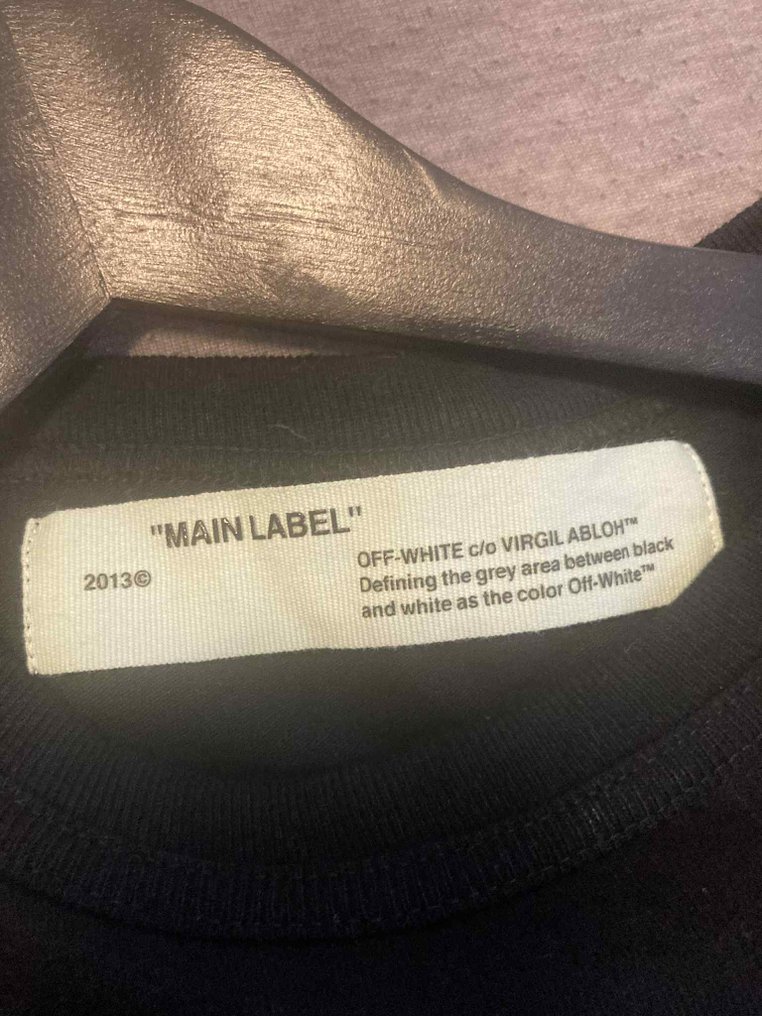 "MAIN LABEL"
2013©
OFF-WHITE c/o VIRGIL ABLOH™
Defining the grey area between black
and white as the color Off-White™